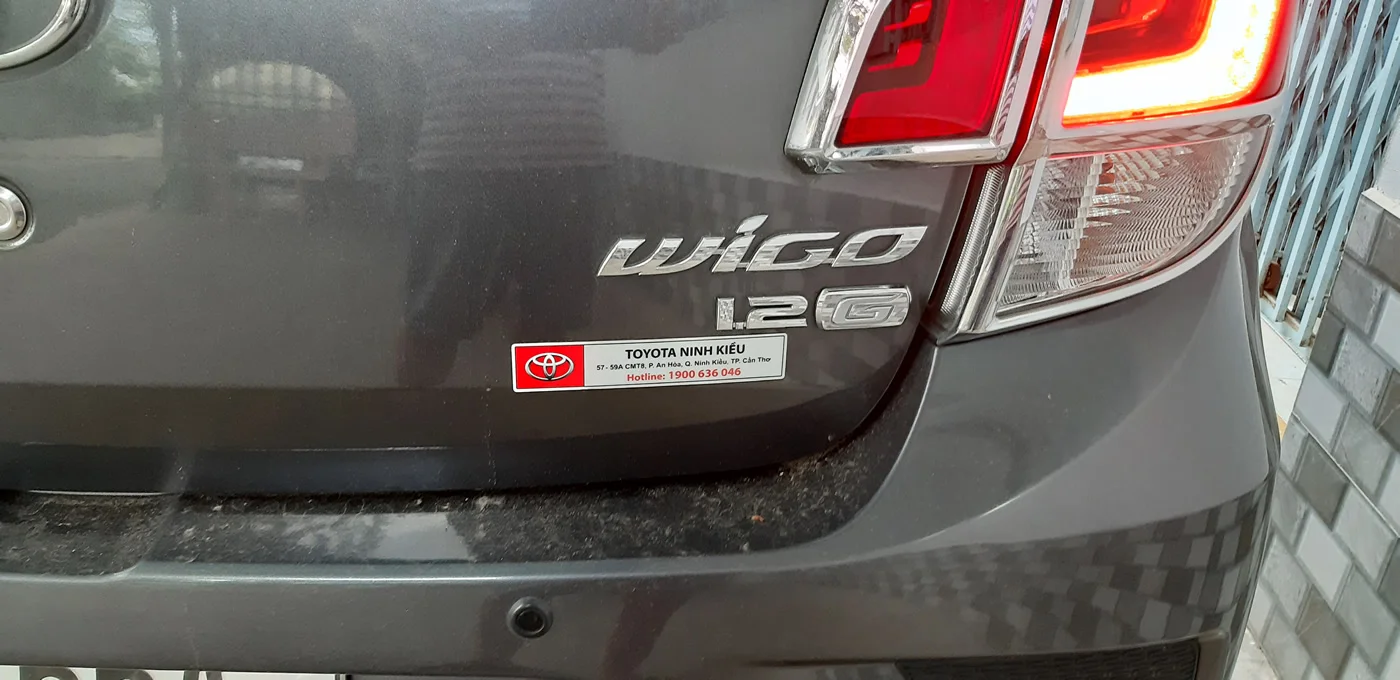 WiGO
1.2 G
TOYOTA NINH KIỀU
57 - 59A CMT8, P. An Hòa, Q. Ninh Kiều, TP. Cần Thơ
Hotline: 1900 636 046